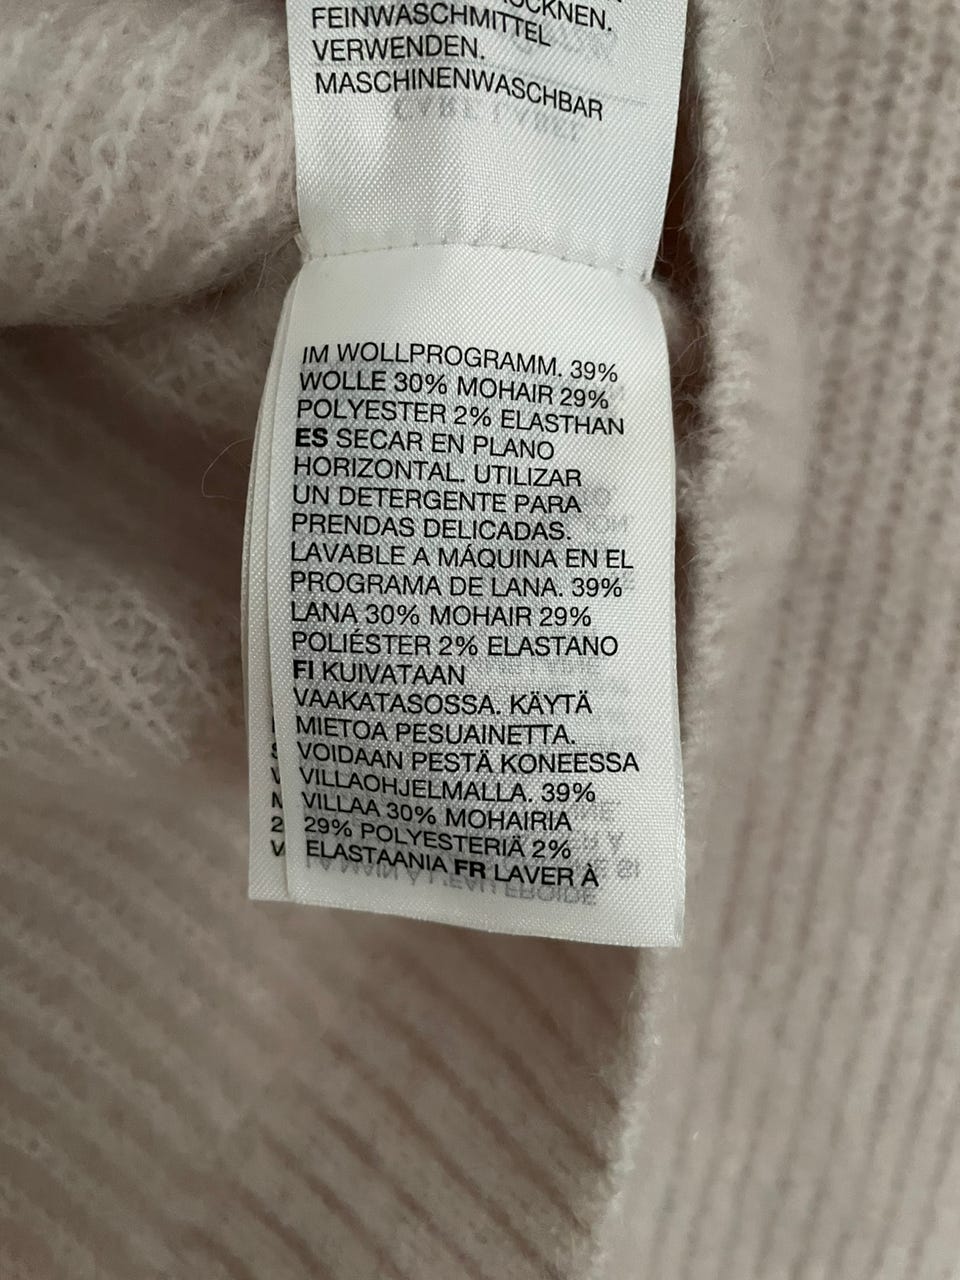 FEINWASCHMITTEL
VERWENDEN.
MASCHINENWASCHBAR
IM WOLLPROGRAMM. 39%
WOLLE 30% MOHAIR 29%
POLYESTER 2% ELASTHAN
ES SECAR EN PLANO
HORIZONTAL. UTILIZAR
UN DETERGENTE PARA
PRENDAS DELICADAS.
LAVABLE A MÁQUINA EN EL
PROGRAMA DE LANA. 39%
LANA 30% MOHAIR 29%
POLIÉSTER 2% ELASTANO
FI KUIVATAAN
VAAKATASOSSA. KÄYTÄ
MIETOA PESUAINETTA.
VOIDAAN PESTÄ KONEESSA
VILLAOHJELMALLA. 39%
VILLAA 30% MOHAIRIA
29% POLYESTERIÄ 2%
ELASTAANIA FR LAVER À